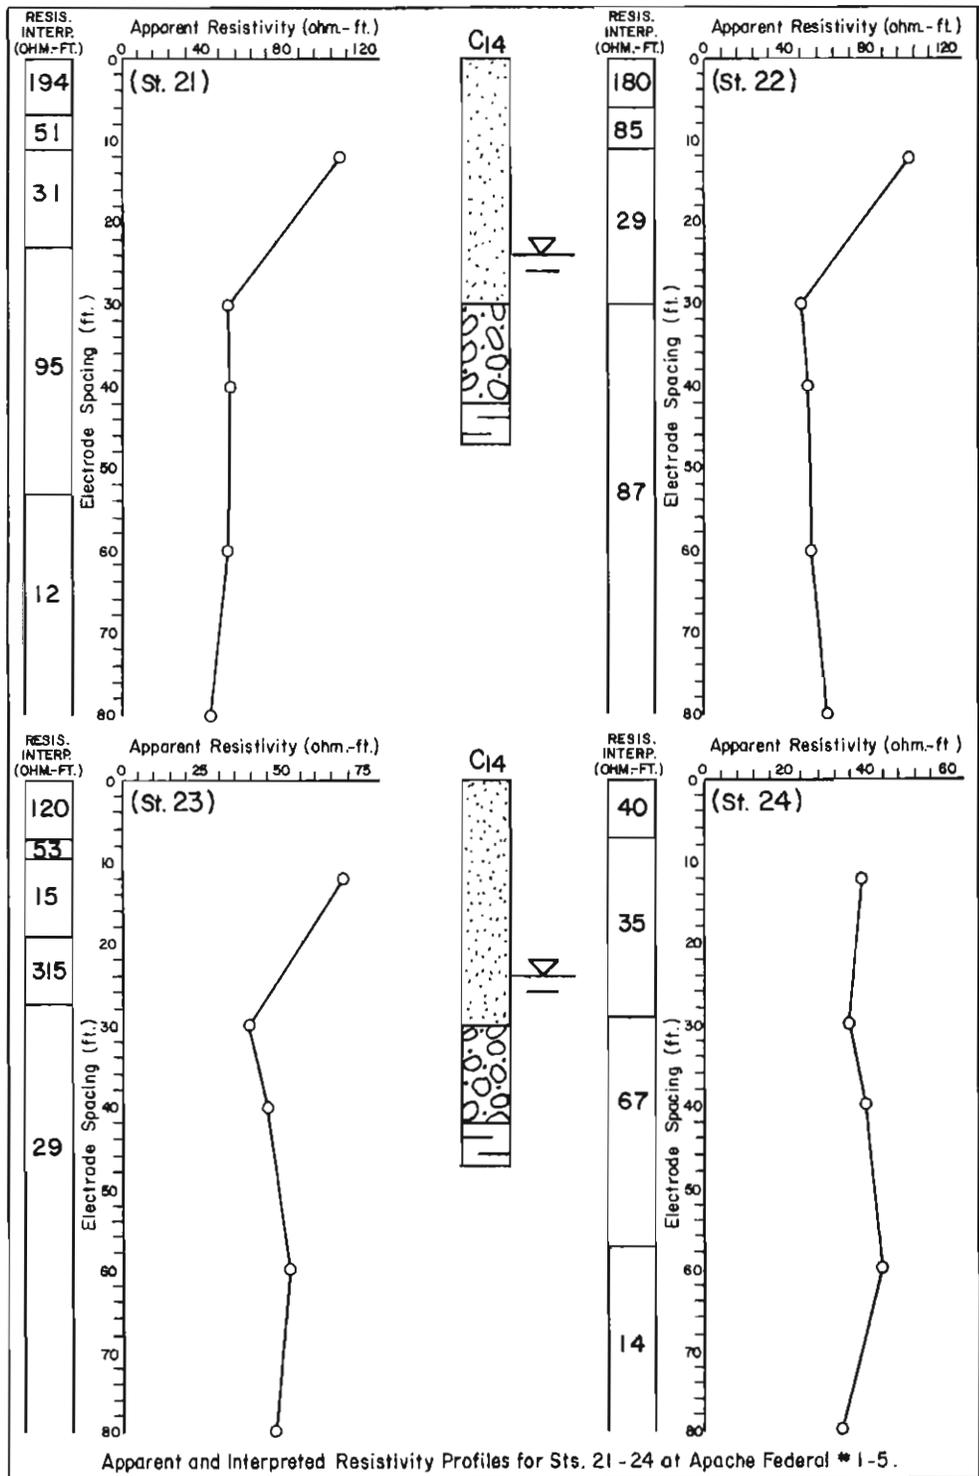 RESIS.
INTERP.
(OHM.-FT.)
194
51
31
95
12
Apparent Resistivity (ohm.-ft.)
0 40 80 120
(St. 21)
Electrode Spacing (ft.)
0
10
20
30
40
50
60
70
80
C14
RESIS.
INTERP.
(OHM.-FT.)
180
85
29
87
Apparent Resistivity (ohm.-ft.)
0 40 80 120
(St. 22)
Electrode Spacing (ft.)
0
10
20
30
40
50
60
70
80
RESIS.
INTERP.
(OHM.-FT.)
120
53
15
315
29
Apparent Resistivity (ohm.-ft.)
0 25 50 75
(St. 23)
Electrode Spacing (ft.)
0
10
20
30
40
50
60
70
80
C14
RESIS.
INTERP.
(OHM.-FT.)
40
35
67
14
Apparent Resistivity (ohm.-ft)
0 20 40 60
(St. 24)
Electrode Spacing (ft.)
0
10
20
30
40
50
60
70
80
Apparent and Interpreted Resistivity Profiles for Sts. 21-24 at Apache Federal #1-5.